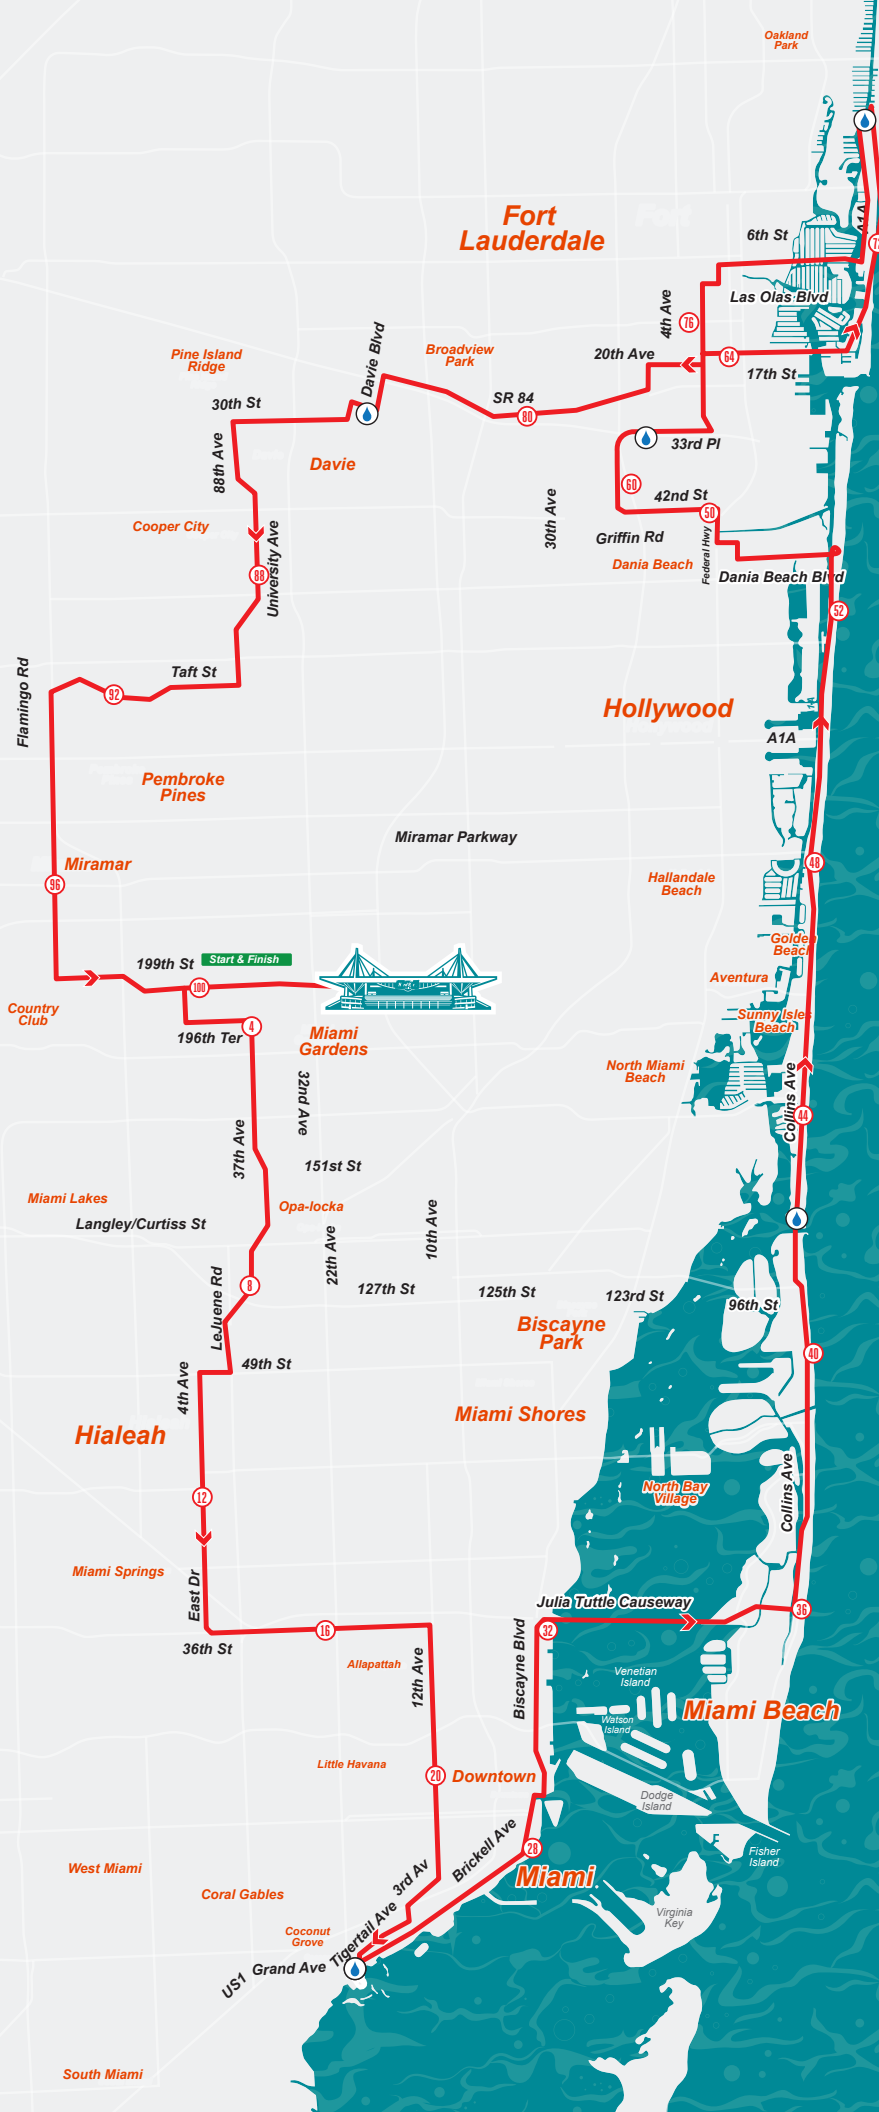 Oakland
Park
A1A
Fort
Lauderdale
6th St
Las Olas Blvd
4th Ave
76
20th Ave
64
17th St
Davie Blvd
Broadview
Park
Pine Island
Ridge
SR 84
80
30th St
33rd Pl
88th Ave
Davie
60
42nd St
50
30th Ave
Griffin Rd
Federal Hwy
Cooper City
University Ave
88
Dania Beach
Dania Beach Blvd
52
Flamingo Rd
Taft St
92
Hollywood
A1A
Pembroke
Pines
Miramar Parkway
Miramar
96
48
Hallandale
Beach
Golden
Beach
199th St
Start & Finish
100
Aventura
Country
Club
Sunny Isles
Beach
196th Ter
4
Miami
Gardens
North Miami
Beach
32nd Ave
Collins Ave
44
37th Ave
151st St
Miami Lakes
Opa-locka
Langley/Curtiss St
22th Ave
10th Ave
8
127th St
125th St
123rd St
96th St
LeJuene Rd
Biscayne
Park
40
49th St
4th Ave
Miami Shores
Hialeah
North Bay
Village
Collins Ave
12
Miami Springs
East Dr
Julia Tuttle Causeway
36
36th St
16
32
Allapattah
12th Ave
Biscayne Blvd
Venetian
Island
Miami Beach
Watson
Island
Little Havana
20
Downtown
Dodge
Island
Brickell Ave
28
Fisher
Island
West Miami
Miami
3rd Av
Coral Gables
Tigertail Ave
Virginia
Key
Coconut
Grove
US1
Grand Ave
South Miami